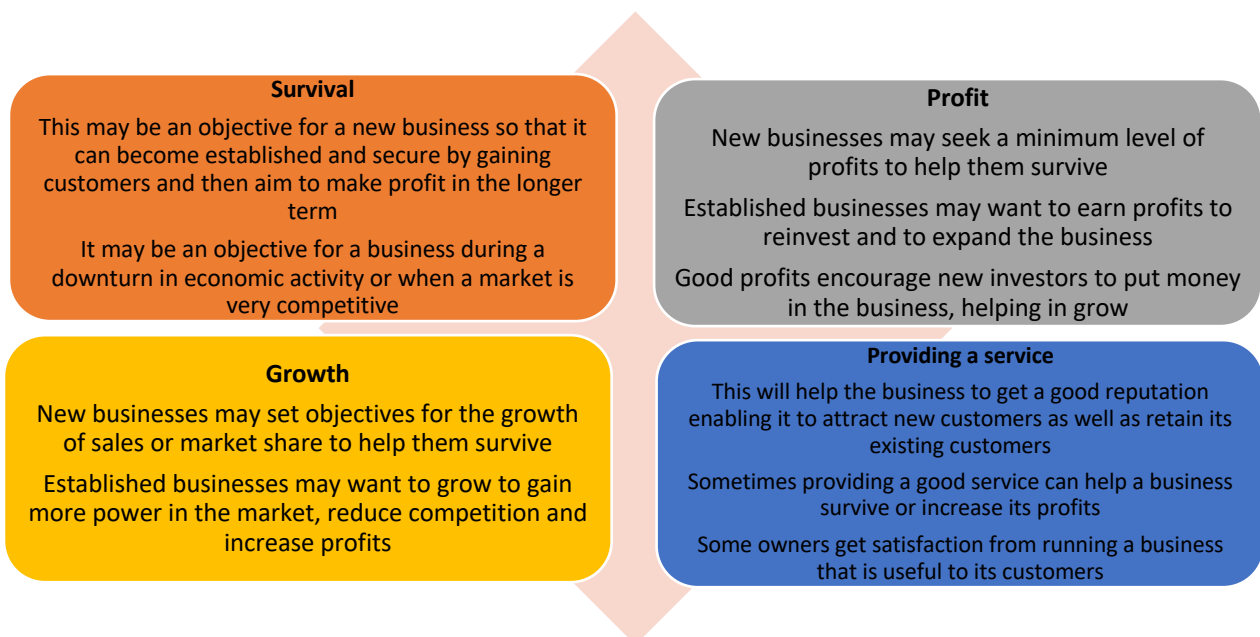 Survival
This may be an objective for a new business so that it
can become established and secure by gaining
customers and then aim to make profit in the longer
term
It may be an objective for a business during a
downturn in economic activity or when a market is
very competitive
Profit
New businesses may seek a minimum level of
profits to help them survive
Established businesses may want to earn profits to
reinvest and to expand the business
Good profits encourage new investors to put money
in the business, helping in grow
Growth
New businesses may set objectives for the growth
of sales or market share to help them survive
Established businesses may want to grow to gain
more power in the market, reduce competition and
increase profits
Providing a service
This will help the business to get a good reputation
enabling it to attract new customers as well as retain its
existing customers
Sometimes providing a good service can help a business
survive or increase its profits
Some owners get satisfaction from running a business
that is useful to its customers